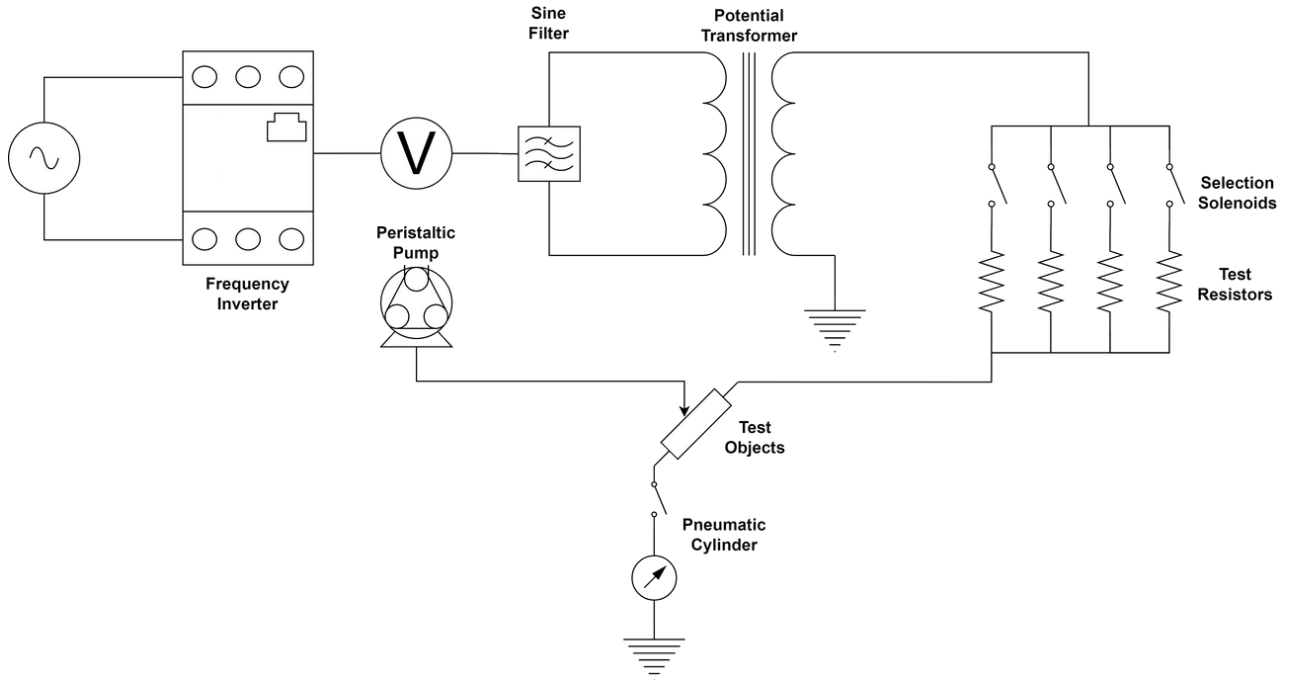 Sine
Filter
Potential
Transformer
V
Selection
Solenoids
Peristaltic
Pump
Frequency
Inverter
Test
Resistors
Test
Objects
Pneumatic
Cylinder